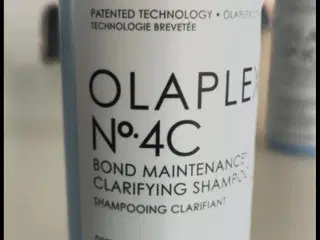 PATENTED TECHNOLOGY • OLAPLEX
TECHNOLOGIE BREVETÉE
OLAPLEX
Nº.4C
BOND MAINTENANCE
CLARIFYING SHAMPOO
SHAMPOOING CLARIFIANT